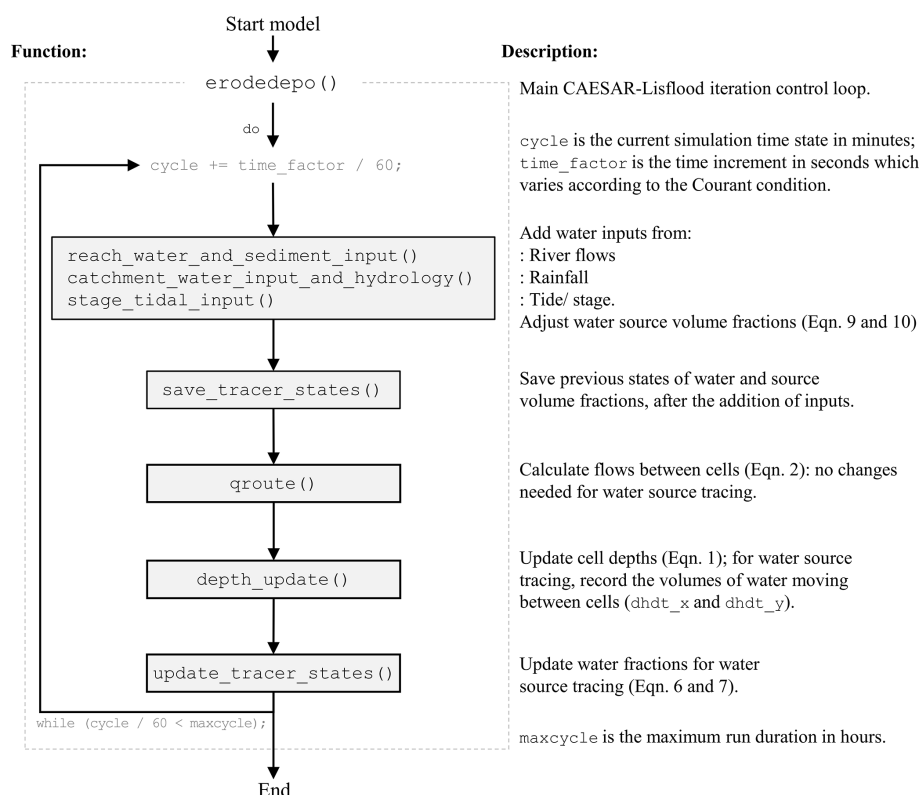 Start model
Function:
Description:
erodedepo()
Main CAESAR-Lisflood iteration control loop.
do
cycle += time_factor / 60;
cycle is the current simulation time state in minutes;
time_factor is the time increment in seconds which
varies according to the Courant condition.
reach_water_and_sediment_input()
catchment_water_input_and_hydrology()
stage_tidal_input()
Add water inputs from:
: River flows
: Rainfall
: Tide/ stage.
Adjust water source volume fractions (Eqn. 9 and 10)
save_tracer_states()
Save previous states of water and source
volume fractions, after the addition of inputs.
qroute()
Calculate flows between cells (Eqn. 2): no changes
needed for water source tracing.
depth_update()
Update cell depths (Eqn. 1); for water source
tracing, record the volumes of water moving
between cells (dhdt_x and dhdt_y).
update_tracer_states()
Update water fractions for water
source tracing (Eqn. 6 and 7).
while (cycle / 60 < maxcycle);
maxcycle is the maximum run duration in hours.
End